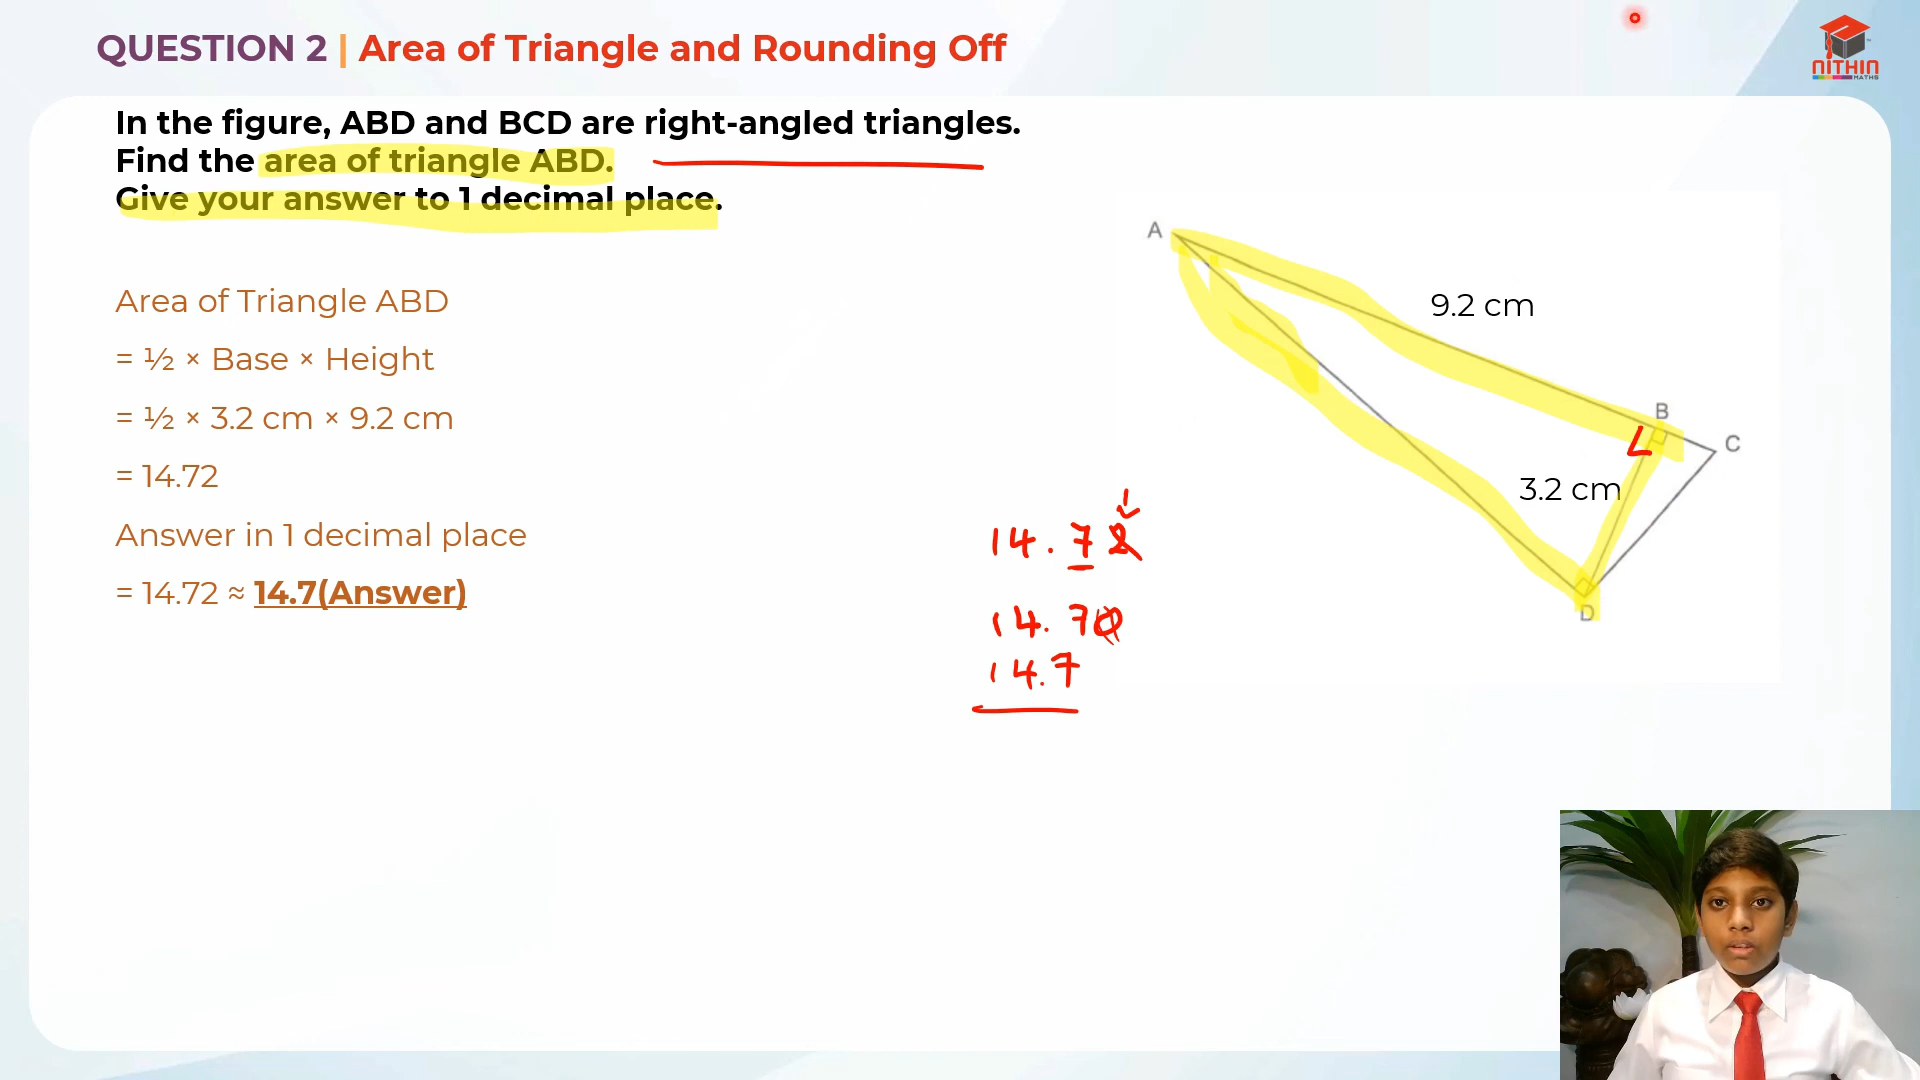 QUESTION 2 | Area of Triangle and Rounding Off
NITHIN
MATHS
In the figure, ABD and BCD are right-angled triangles.
Find the area of triangle ABD.
Give your answer to 1 decimal place.
A
9.2 cm
B
C
3.2 cm
D
Area of Triangle ABD
= ½ × Base × Height
= ½ × 3.2 cm × 9.2 cm
= 14.72
Answer in 1 decimal place
= 14.72 ≈ 14.7(Answer)
14.72
14.70
14.7